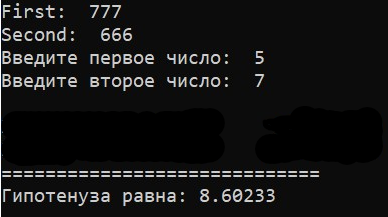 First:  777
Second:  666
Введите первое число:  5
Введите второе число:  7
=============================
Гипотенуза равна: 8.60233